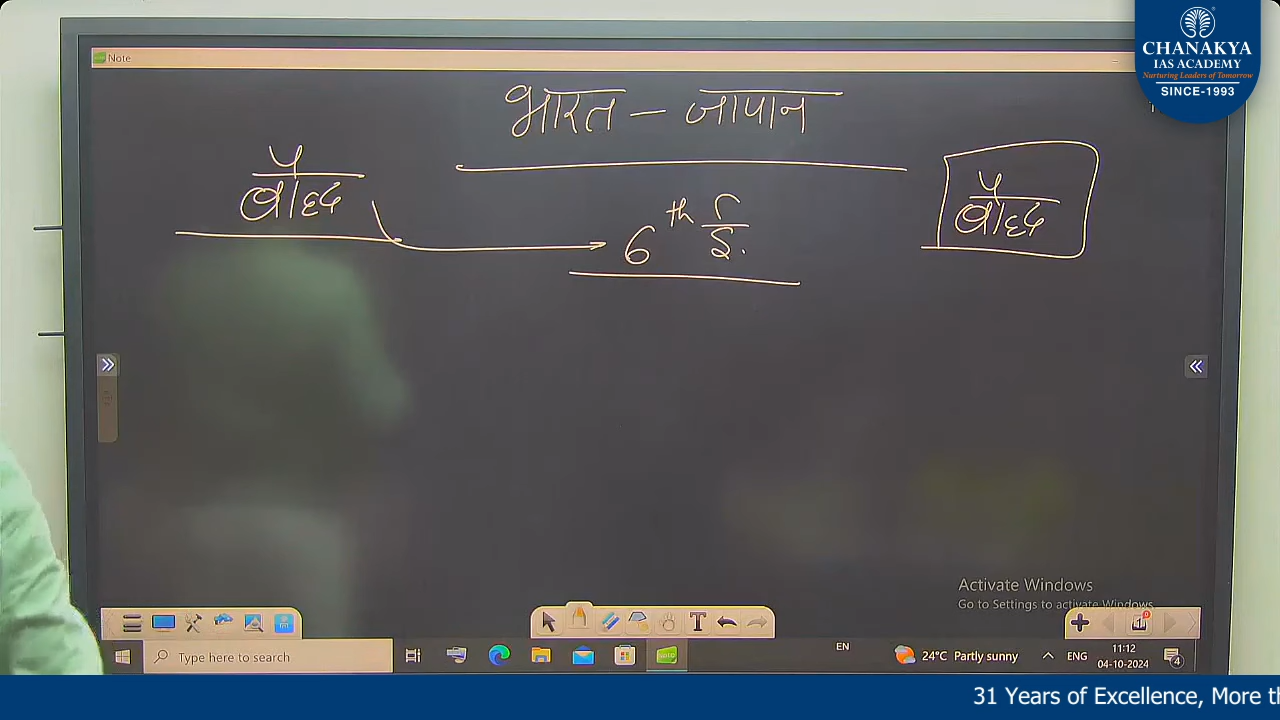 CHANAKYA
IAS ACADEMY
Nurturing Leaders of Tomorrow
SINCE-1993
Note
भारत – जापान
6th ई.
Activate Windows
Go to Settings to activate Windows.
Type here to search
EN
24°C Partly sunny
ENG
11:12
04-10-2024
4
31 Years of Excellence, More th